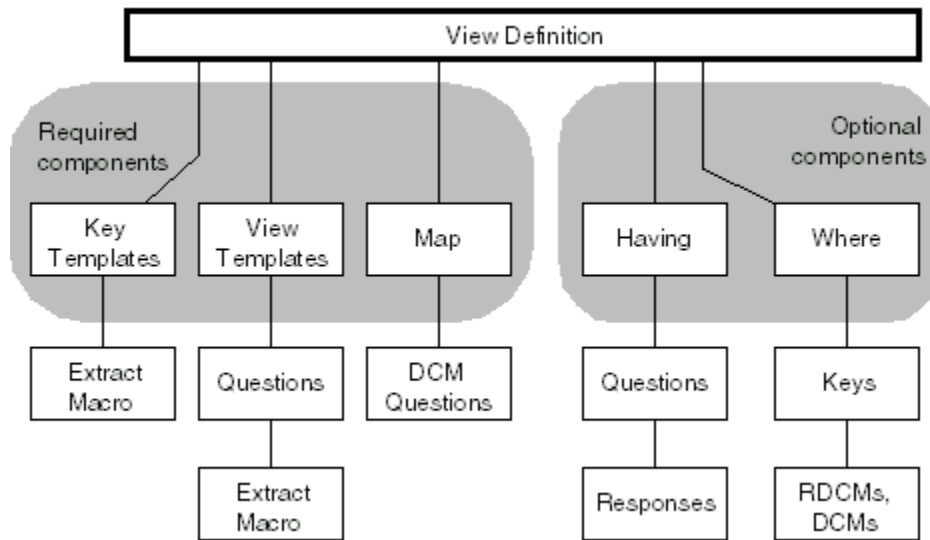 View Definition
Required
components
Optional
components
Key
Templates
View
Templates
Map
Having
Where
Extract
Macro
Questions
DCM
Questions
Questions
Keys
Extract
Macro
Responses
RDCMs,
DCMs